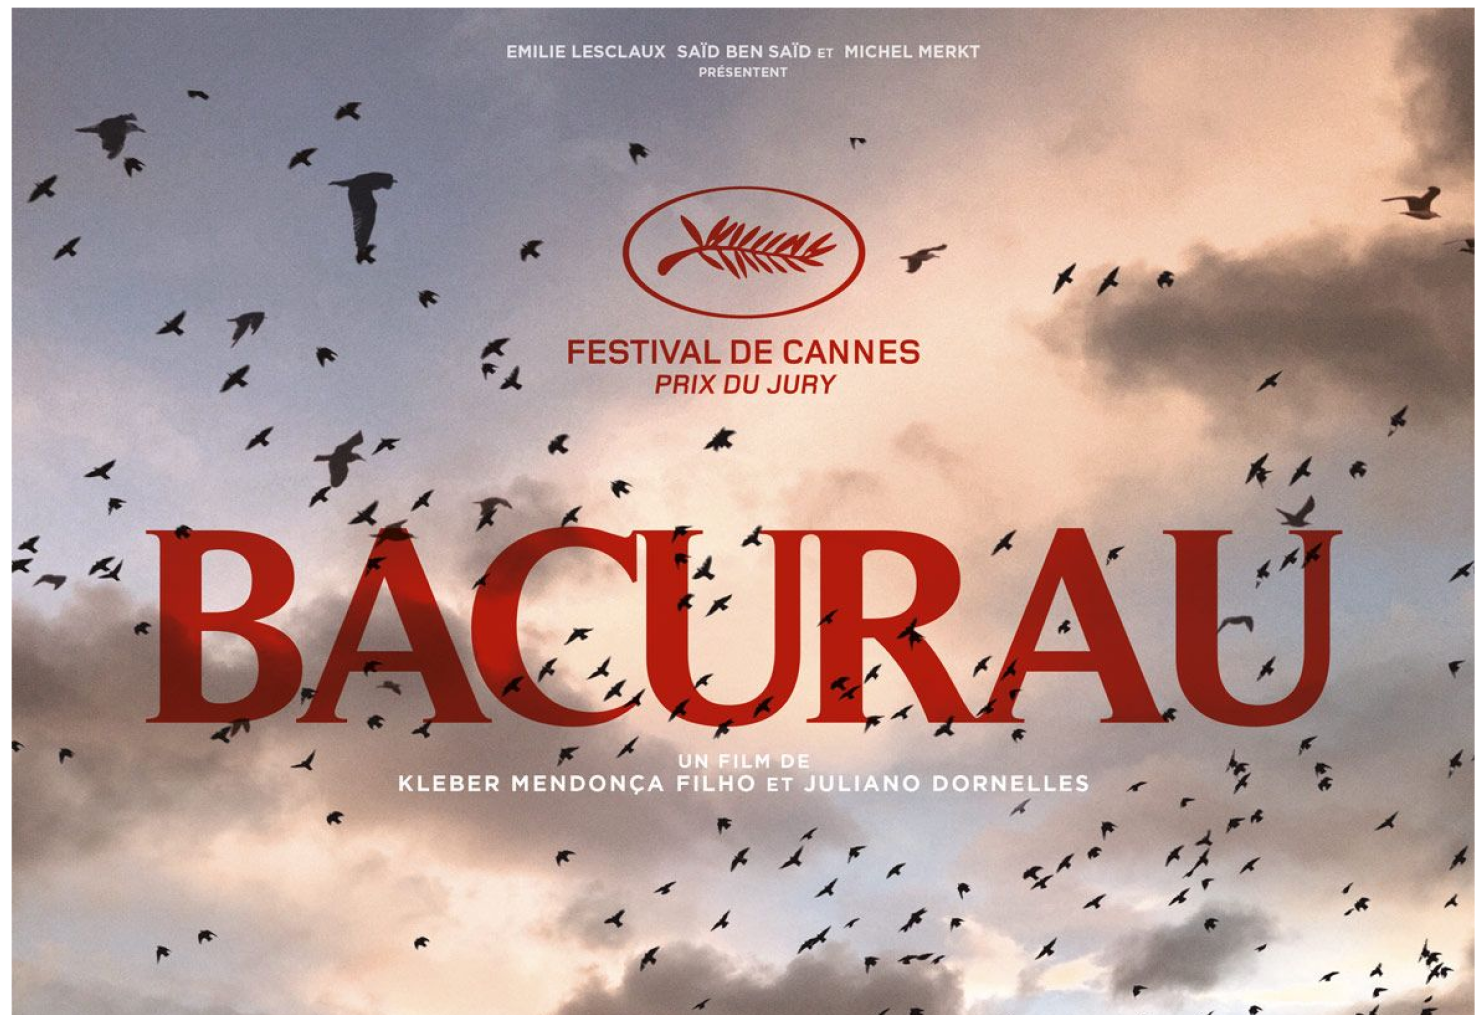 EMILIE LESCLAUX SAÏD BEN SAÏD ET MICHEL MERKT
PRÉSENTENT
FESTIVAL DE CANNES
PRIX DU JURY
BACURAU
UN FILM DE
KLEBER MENDONÇA FILHO ET JULIANO DORNELLES